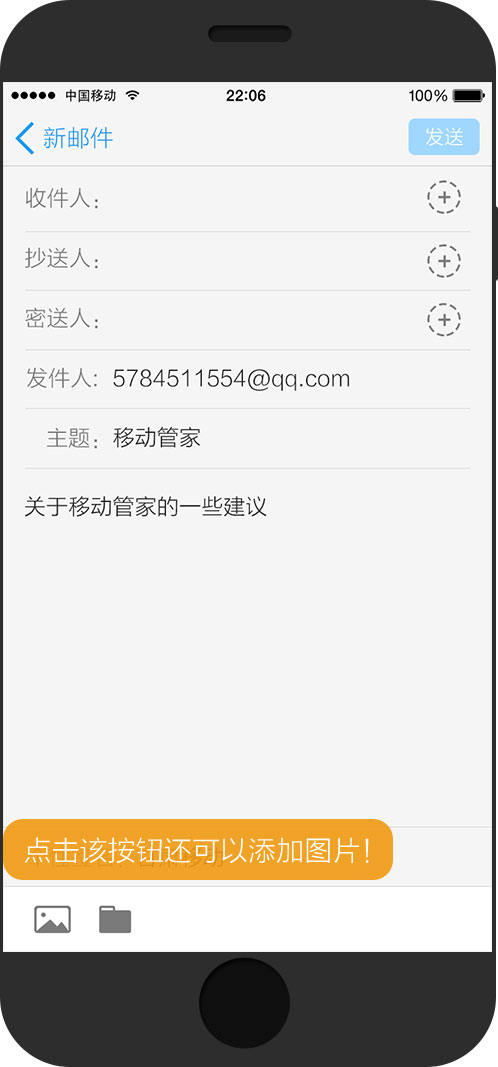 中国移动 22:06 100%
新邮件 发送
收件人：
抄送人：
密送人：
发件人： 5784511554@qq.com
主题： 移动管家
关于移动管家的一些建议
点击该按钮还可以添加图片！